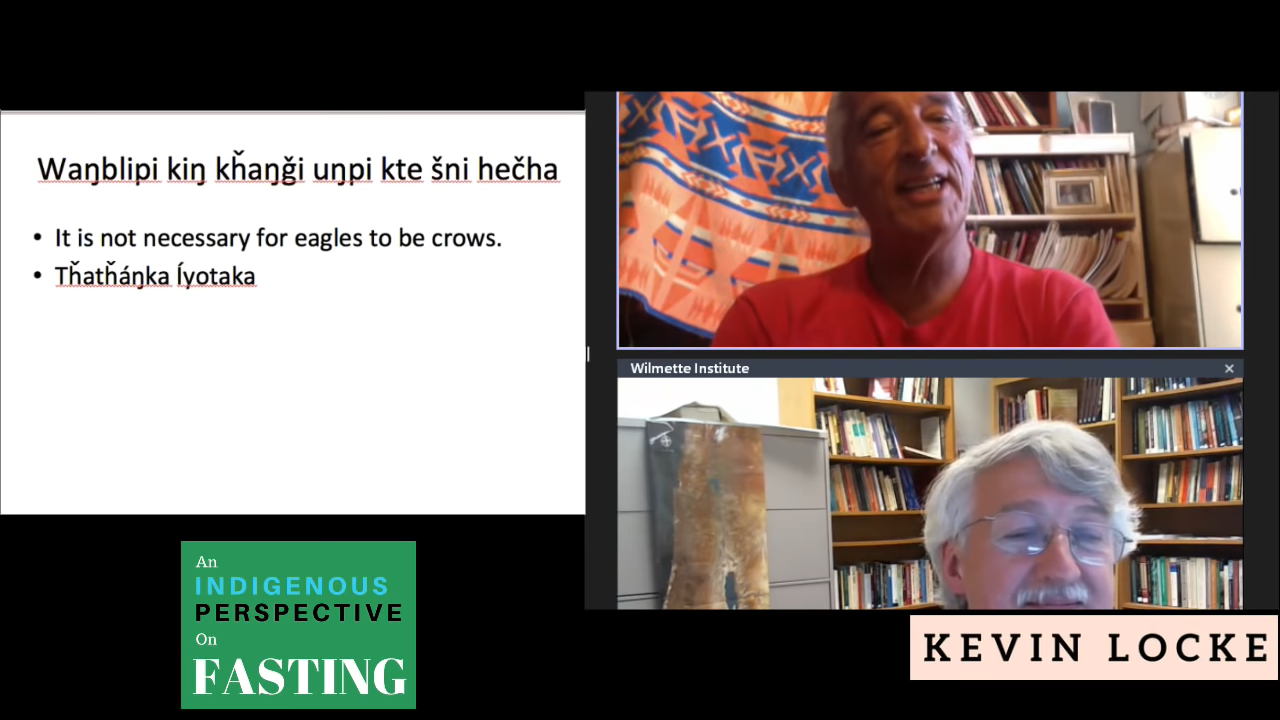 Waŋblipi kiŋ kȟaŋǧi uŋpi kte šni hečha
• It is not necessary for eagles to be crows.
• Tȟatȟáŋka Íyotaka
Wilmette Institute
An
INDIGENOUS
PERSPECTIVE
On
FASTING
KEVIN LOCKE